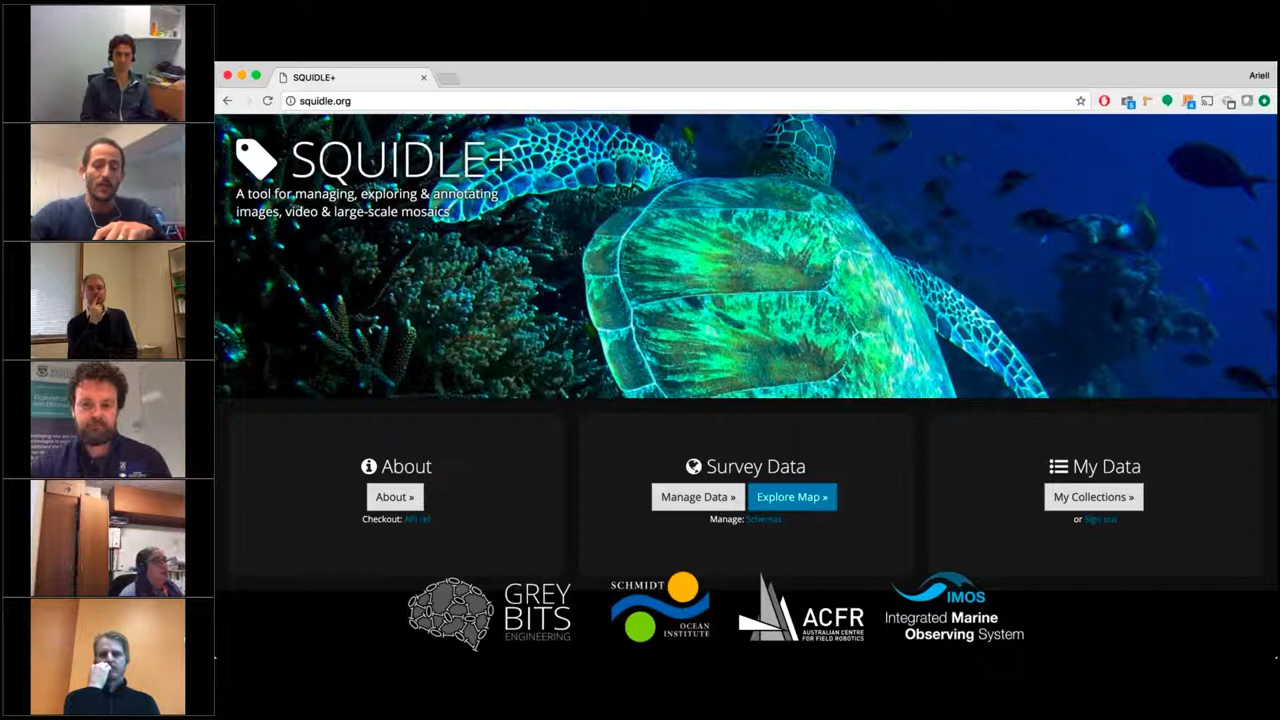 SQUIDLE+
Ariell
squidle.org
SQUIDLE+
A tool for managing, exploring & annotating
images, video & large-scale mosaics
About
Survey Data
My Data
About »
Manage Data »
Explore Map »
My Collections »
Checkout: API ref
Manage: Schemas
or Sign out
GREY
BITS
ENGINEERING
SCHMIDT
OCEAN
INSTITUTE
ACFR
AUSTRALIAN CENTRE
FOR FIELD ROBOTICS
IMOS
Integrated Marine
Observing System